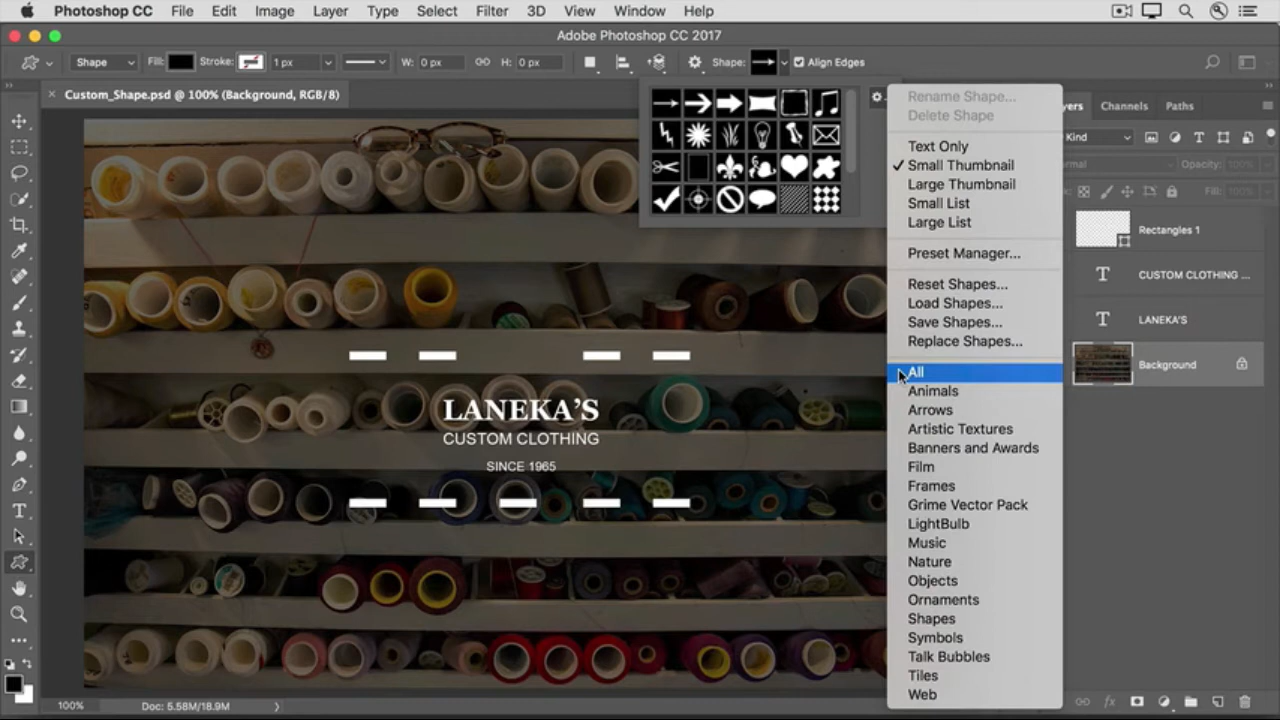 Photoshop CC File Edit Image Layer Type Select Filter 3D View Window Help
Adobe Photoshop CC 2017
Shape Fill: Stroke: 1 px W: 0 px H: 0 px Shape: Align Edges
× Custom_Shape.psd @ 100% (Background, RGB/8)
Rename Shape...
Delete Shape
Text Only
✓ Small Thumbnail
Large Thumbnail
Small List
Large List
Preset Manager...
Reset Shapes...
Load Shapes...
Save Shapes...
Replace Shapes...
All
Animals
Arrows
Artistic Textures
Banners and Awards
Film
Frames
Grime Vector Pack
LightBulb
Music
Nature
Objects
Ornaments
Shapes
Symbols
Talk Bubbles
Tiles
Web
yers Channels Paths
Kind
rmal Opacity: 100%
Fill: 100%
Rectangles 1
T CUSTOM CLOTHING ...
T LANEKA'S
Background
LANEKA'S
CUSTOM CLOTHING
SINCE 1965
100% Doc: 5.58M/18.9M